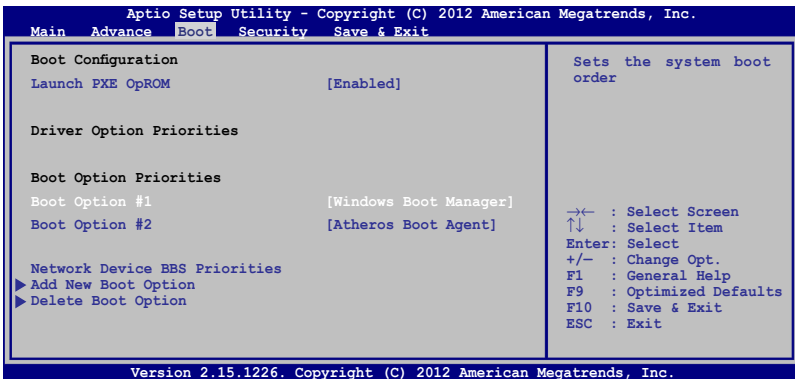 Aptio Setup Utility - Copyright (C) 2012 American Megatrends, Inc.
Main Advance Boot Security Save & Exit
Boot Configuration
Launch PXE OpROM [Enabled]
Driver Option Priorities
Boot Option Priorities
Boot Option #1 [Windows Boot Manager]
Boot Option #2 [Atheros Boot Agent]
Network Device BBS Priorities
Add New Boot Option
Delete Boot Option
Sets the system boot
order
→← : Select Screen
↑↓ : Select Item
Enter: Select
+/— : Change Opt.
F1 : General Help
F9 : Optimized Defaults
F10 : Save & Exit
ESC : Exit
Version 2.15.1226. Copyright (C) 2012 American Megatrends, Inc.